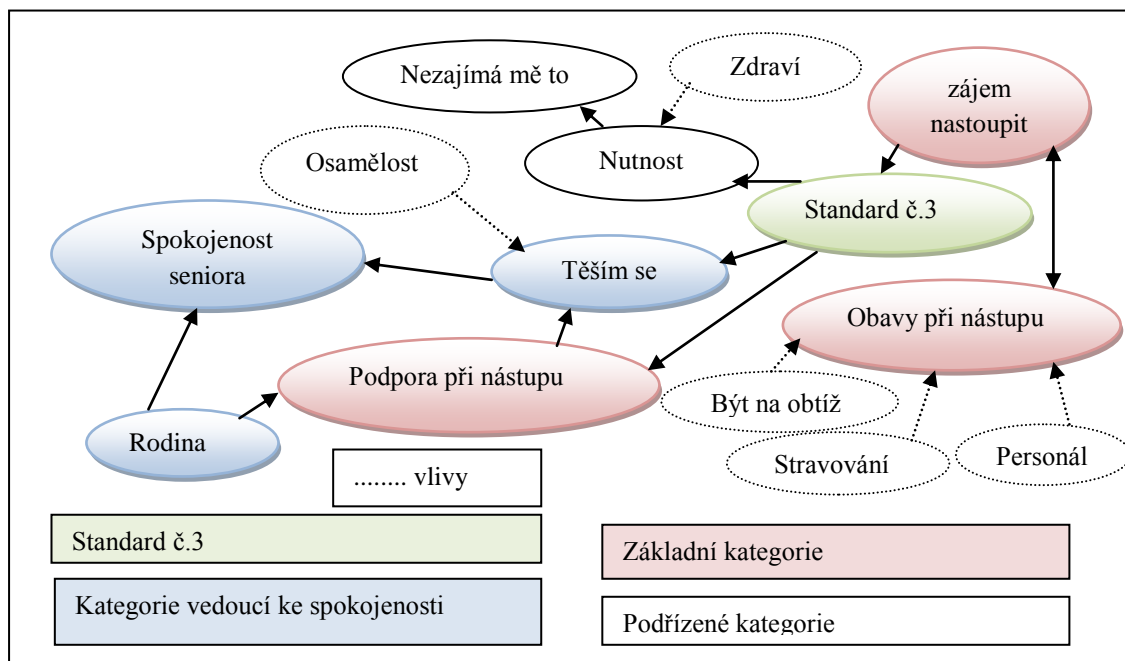 Nezajímá mě to
Zdraví
zájem
nastoupit
Osamělost
Nutnost
Standard č.3
Spokojenost
seniora
Těším se
Obavy při nástupu
Podpora při nástupu
Být na obtíž
Rodina
Stravování
Personál
........ vlivy
Standard č.3
Základní kategorie
Kategorie vedoucí ke spokojenosti
Podřízené kategorie